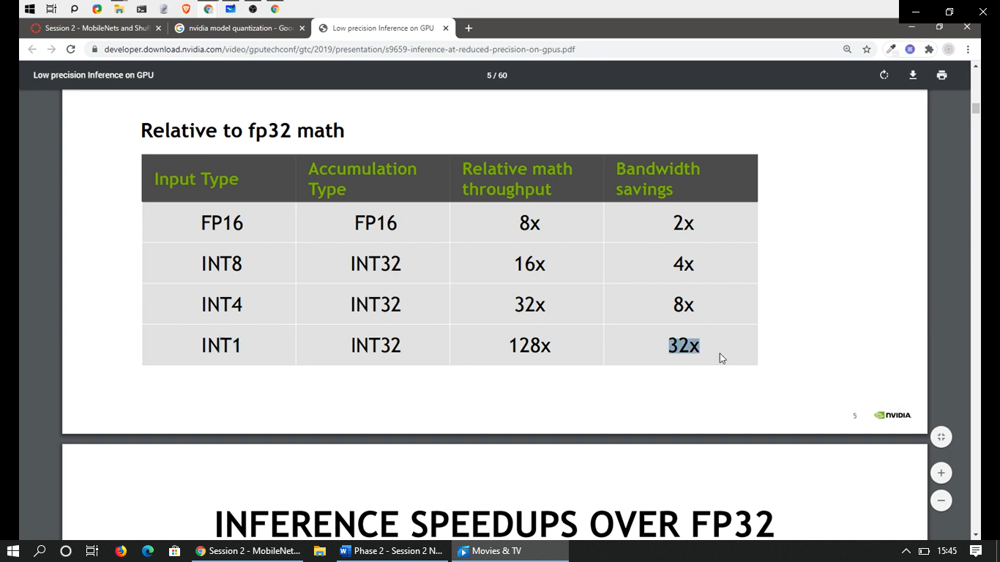 Session 2 - MobileNets and Shuf
nvidia model quantization - Goo
Low precision Inference on GPU
developer.download.nvidia.com/video/gputechconf/gtc/2019/presentation/s9659-inference-at-reduced-precision-on-gpus.pdf
Low precision Inference on GPU
5 / 60
Relative to fp32 math
Input Type
Accumulation
Type
Relative math
throughput
Bandwidth
savings
FP16 FP16 8x 2x
INT8 INT32 16x 4x
INT4 INT32 32x 8x
INT1 INT32 128x 32x
5 NVIDIA.
INFERENCE SPEEDUPS OVER FP32
Session 2 - MobileNet...
Phase 2 - Session 2 N...
Movies & TV
15:45